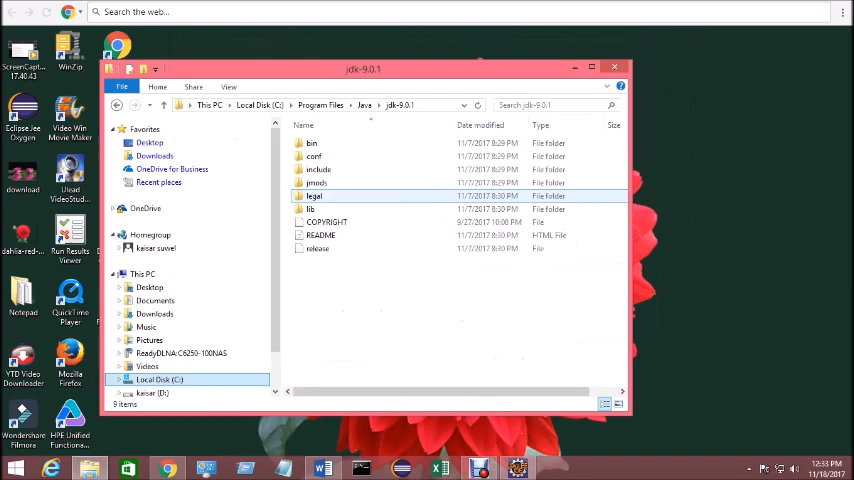 Search the web...
jdk-9.0.1
File Home Share View
This PC Local Disk (C:) Program Files Java jdk-9.0.1
Search jdk-9.0.1
Favorites
Desktop
Downloads
OneDrive for Business
Recent places
OneDrive
Homegroup
kaisar suwel
This PC
Desktop
Documents
Downloads
Music
Pictures
ReadyDLNA:C6250-100NAS
Videos
Local Disk (C:)
kaisar (D:)
Name Date modified Type Size
bin 11/7/2017 8:29 PM File folder
conf 11/7/2017 8:29 PM File folder
include 11/7/2017 8:29 PM File folder
jmods 11/7/2017 8:29 PM File folder
legal 11/7/2017 8:30 PM File folder
lib 11/7/2017 8:30 PM File folder
COPYRIGHT 9/27/2017 10:08 PM File
README 11/7/2017 8:30 PM HTML File
release 11/7/2017 8:30 PM File
9 items
ScreenCapt...
17.40.43
WinZip
Eclipse Jee
Oxygen
Video Win
Movie Maker
download
Ulead
VideoStud...
dahlia-red-...
Run Results
Viewer
Notepad
QuickTime
Player
YTD Video
Downloader
Mozilla
Firefox
Wondershare
Filmora
HPE Unified
Functiona...
12:33 PM
11/18/2017